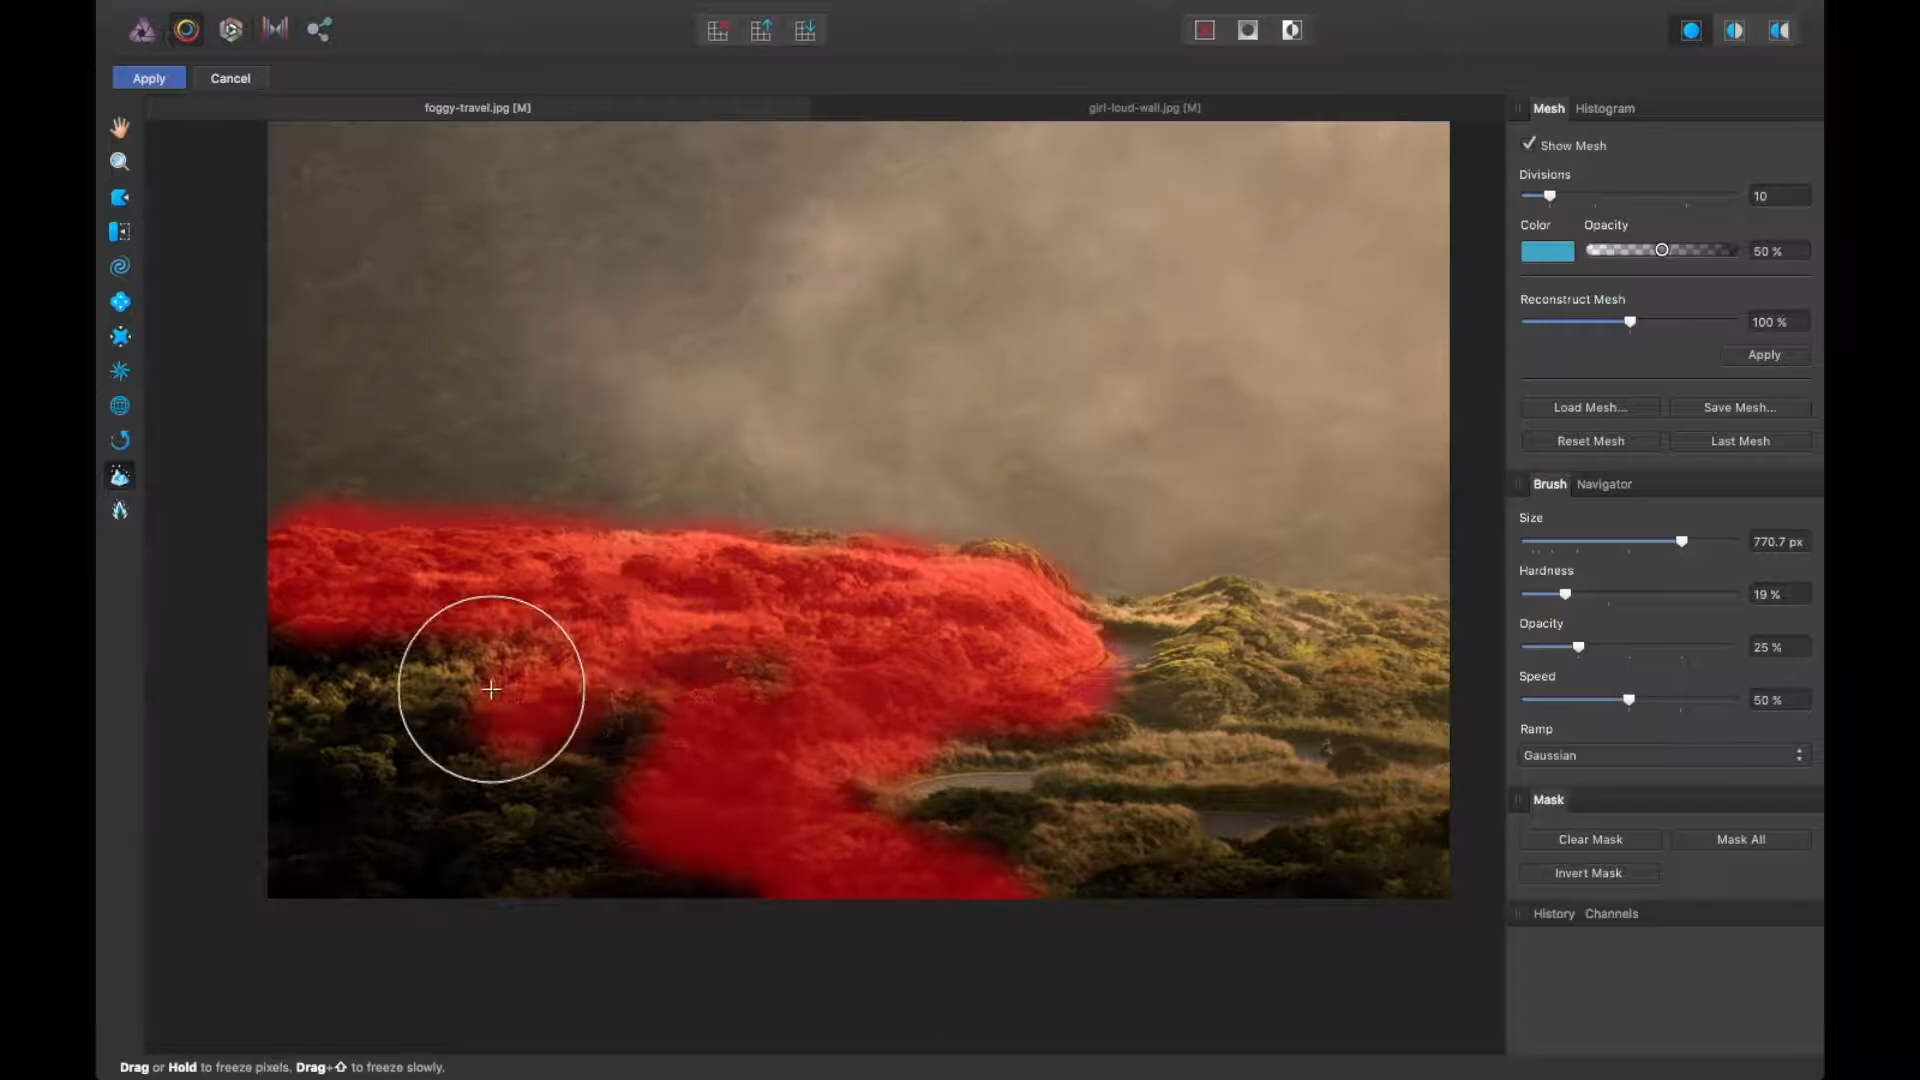 Apply Cancel
foggy-travel.jpg [M] girl-loud-wall.jpg [M]
Mesh Histogram
Show Mesh
Divisions
10
Color Opacity
50 %
Reconstruct Mesh
100 %
Apply
Load Mesh... Save Mesh...
Reset Mesh Last Mesh
Brush Navigator
Size
770.7 px
Hardness
19 %
Opacity
25 %
Speed
50 %
Ramp
Gaussian
Mask
Clear Mask Mask All
Invert Mask
History Channels
Drag or Hold to freeze pixels. Drag+⇧ to freeze slowly.